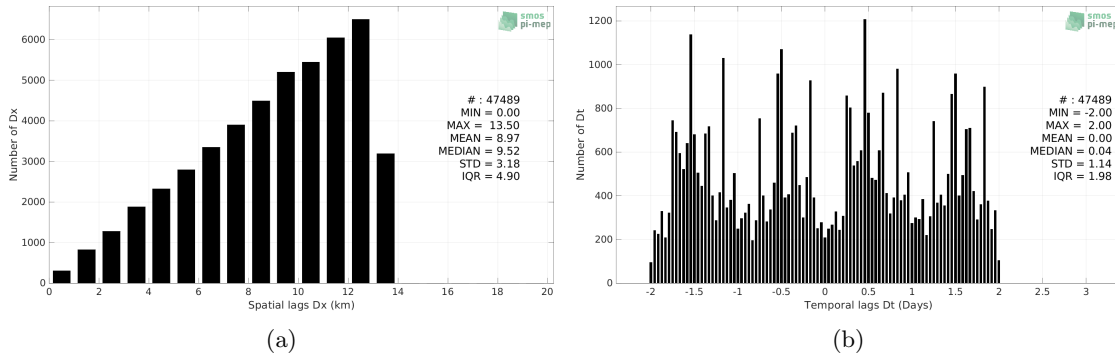 smos
pi-mep
Number of Dx
6000
5000
4000
3000
2000
1000
0
# : 47489
MIN = 0.00
MAX = 13.50
MEAN = 8.97
MEDIAN = 9.52
STD = 3.18
IQR = 4.90
0 2 4 6 8 10 12 14 16 18 20
Spatial lags Dx (km)
(a)
smos
pi-mep
Number of Dt
1200
1000
800
600
400
200
0
# : 47489
MIN = -2.00
MAX = 2.00
MEAN = 0.00
MEDIAN = 0.04
STD = 1.14
IQR = 1.98
-2 -1.5 -1 -0.5 0 0.5 1 1.5 2 2.5 3
Temporal lags Dt (Days)
(b)